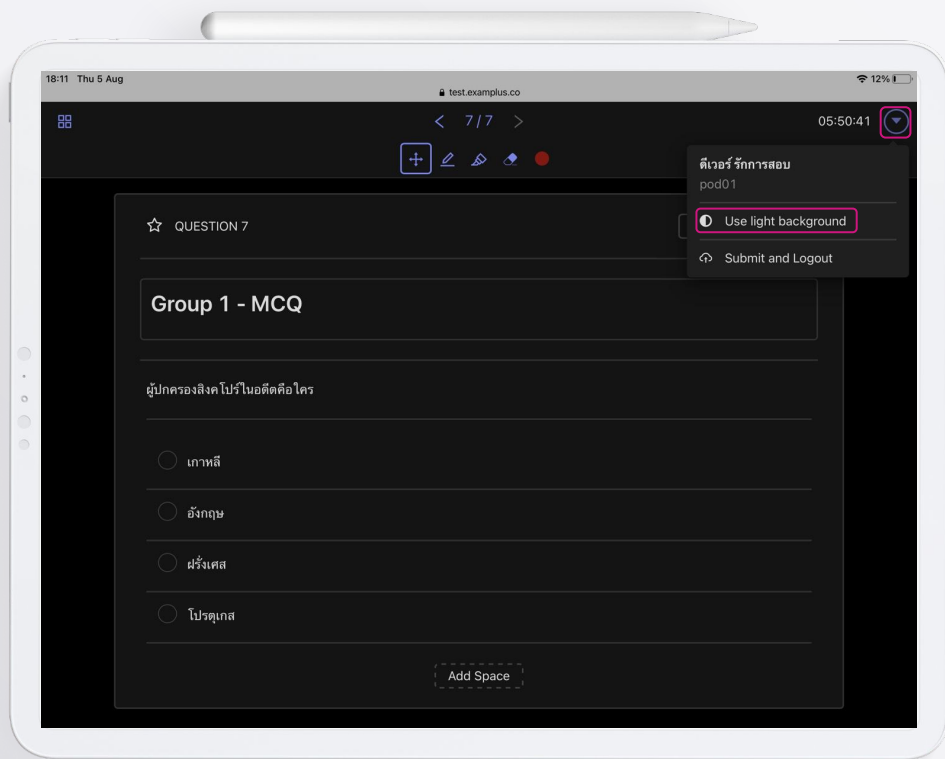 18:11 Thu 5 Aug
12%
test.examplus.co
7/7
05:50:41
ติเวอร์ รักการสอบ
pod01
Use light background
Submit and Logout
QUESTION 7
Group 1 - MCQ
ผู้ปกครองสิงคโปร์ในอดีตคือใคร
เกาหลี
อังกฤษ
ฝรั่งเศส
โปรตุเกส
Add Space